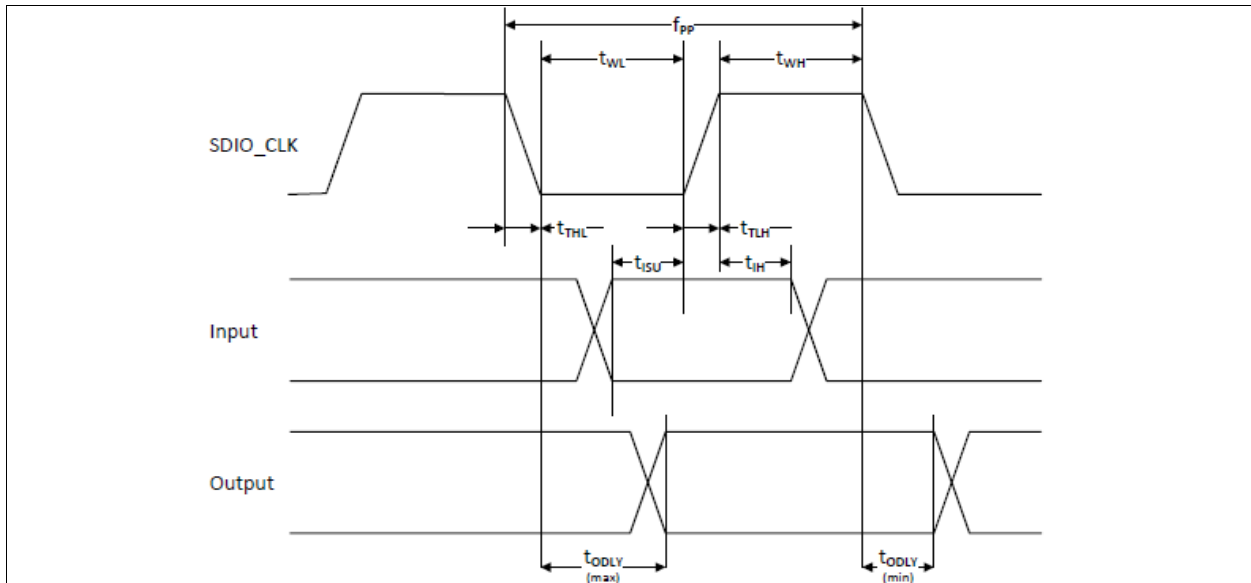 fPP
tWL
tWH
SDIO_CLK
tTHL
tTLH
tISU
tIH
Input
Output
tODLY
(max)
tODLY
(min)